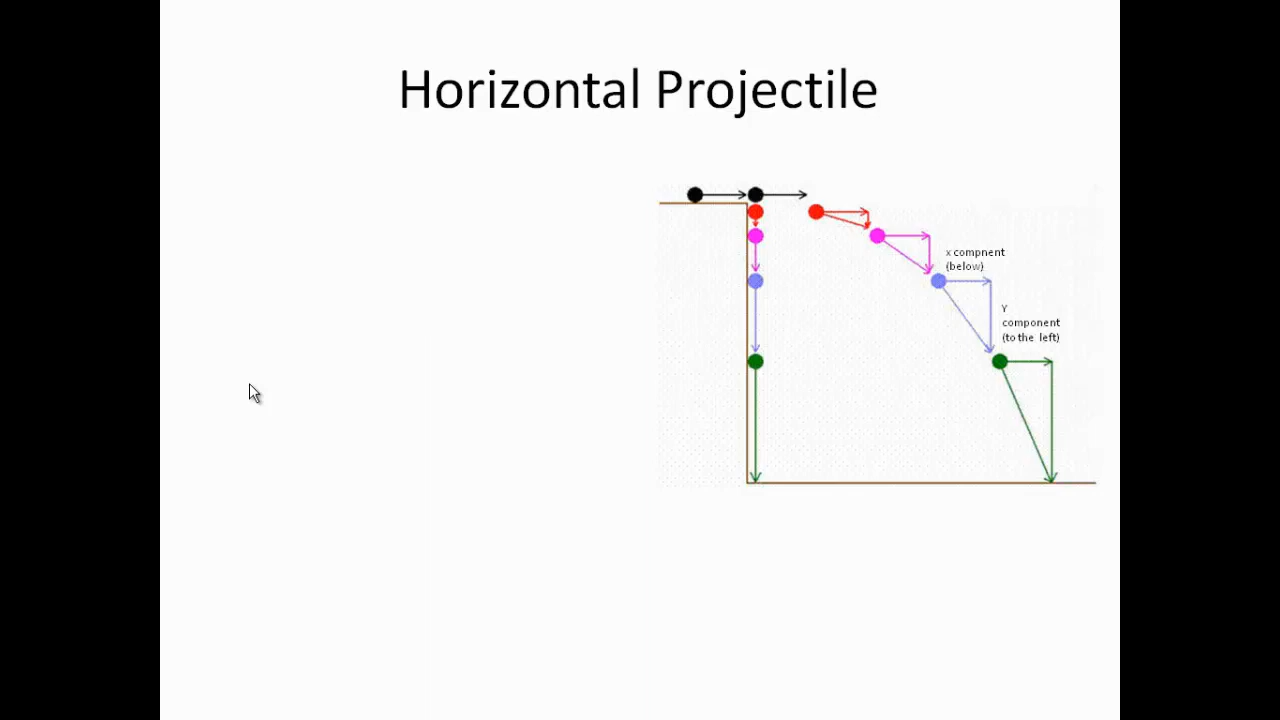 Horizontal Projectile
x compnent
(below)
Y
component
(to the left)